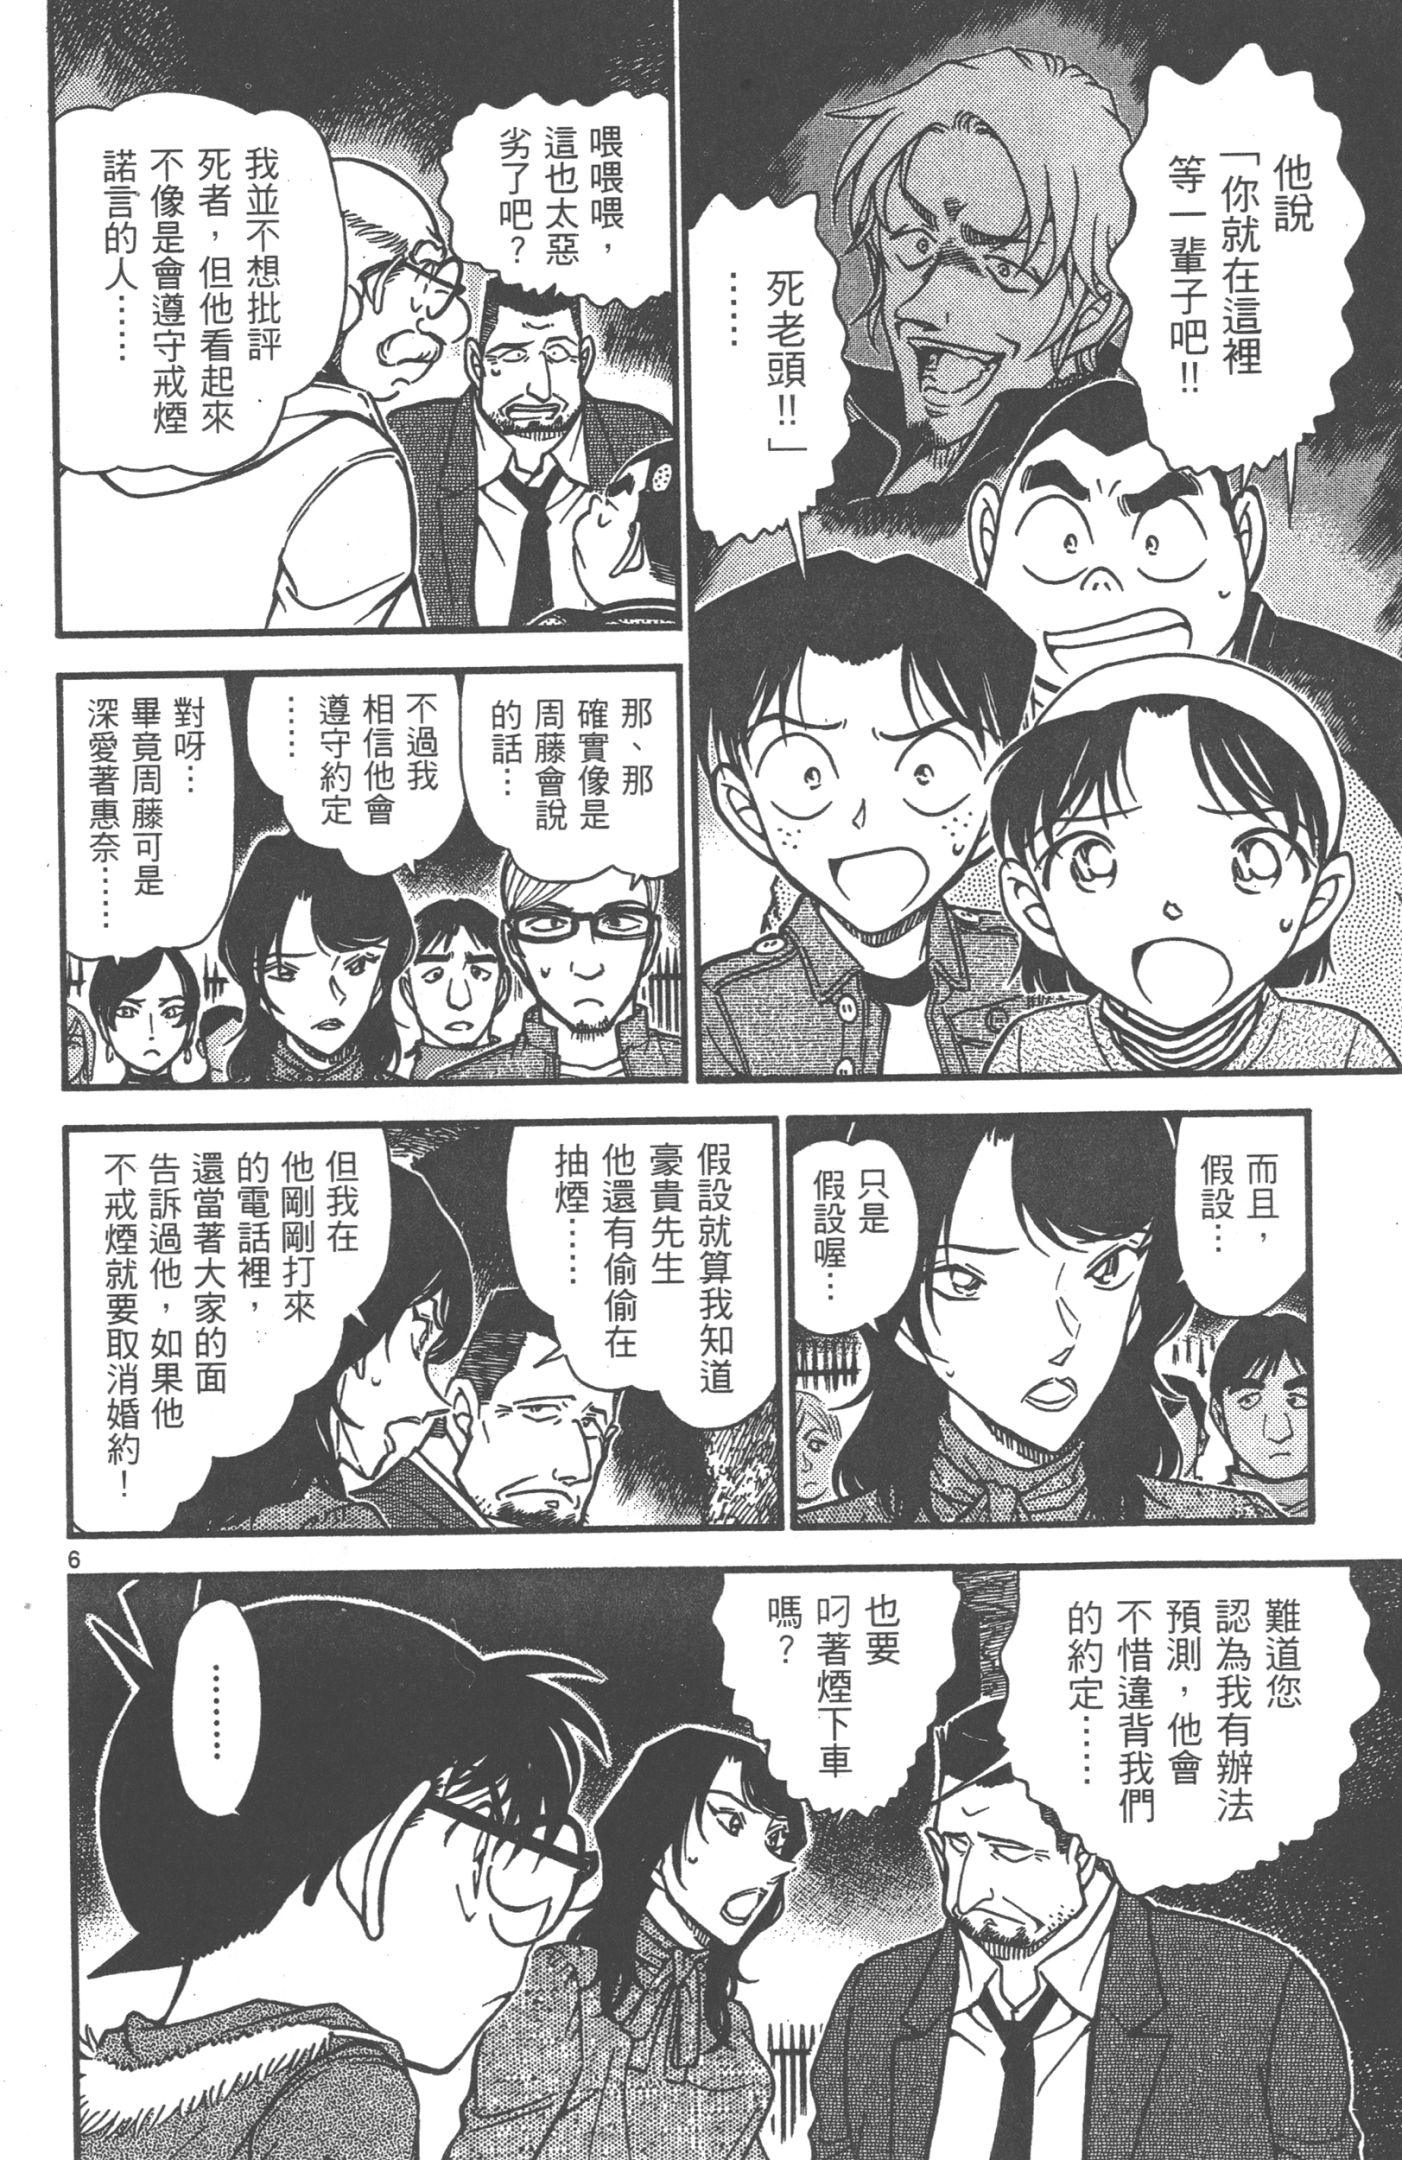 他說
「你就在這裡
等一輩子吧!!
死老頭!!」
……
喂喂喂，
這也太惡
劣了吧？
我並不想批評
死者，但他看起來
不像是會遵守戒煙
諾言的人……
那、那
確實像是
周藤會說
的話…
不過我
相信他會
遵守約定
……
對呀…
畢竟周藤可是
深愛著惠奈……
而且，
假設…
只是
假設喔…
假設就算我知道
豪貴先生
他還有偷偷在
抽煙……
但我在
他剛剛打來
的電話裡，
還當著大家的面
告訴過他，如果他
不戒煙就要取消婚約！
6
難道您
認為我有辦法
預測，他會
不惜違背我們
的約定……
也要
叼著煙下車
嗎？
………